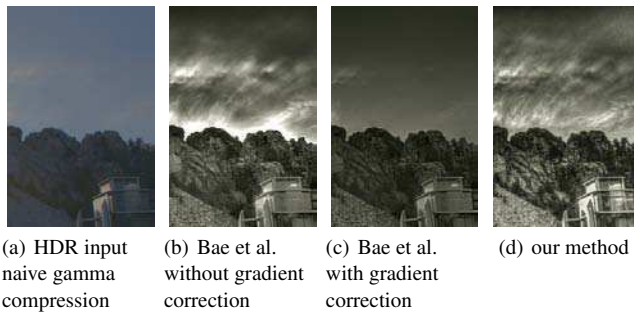 (a) HDR input
naive gamma
compression
(b) Bae et al.
without gradient
correction
(c) Bae et al.
with gradient
correction
(d) our method